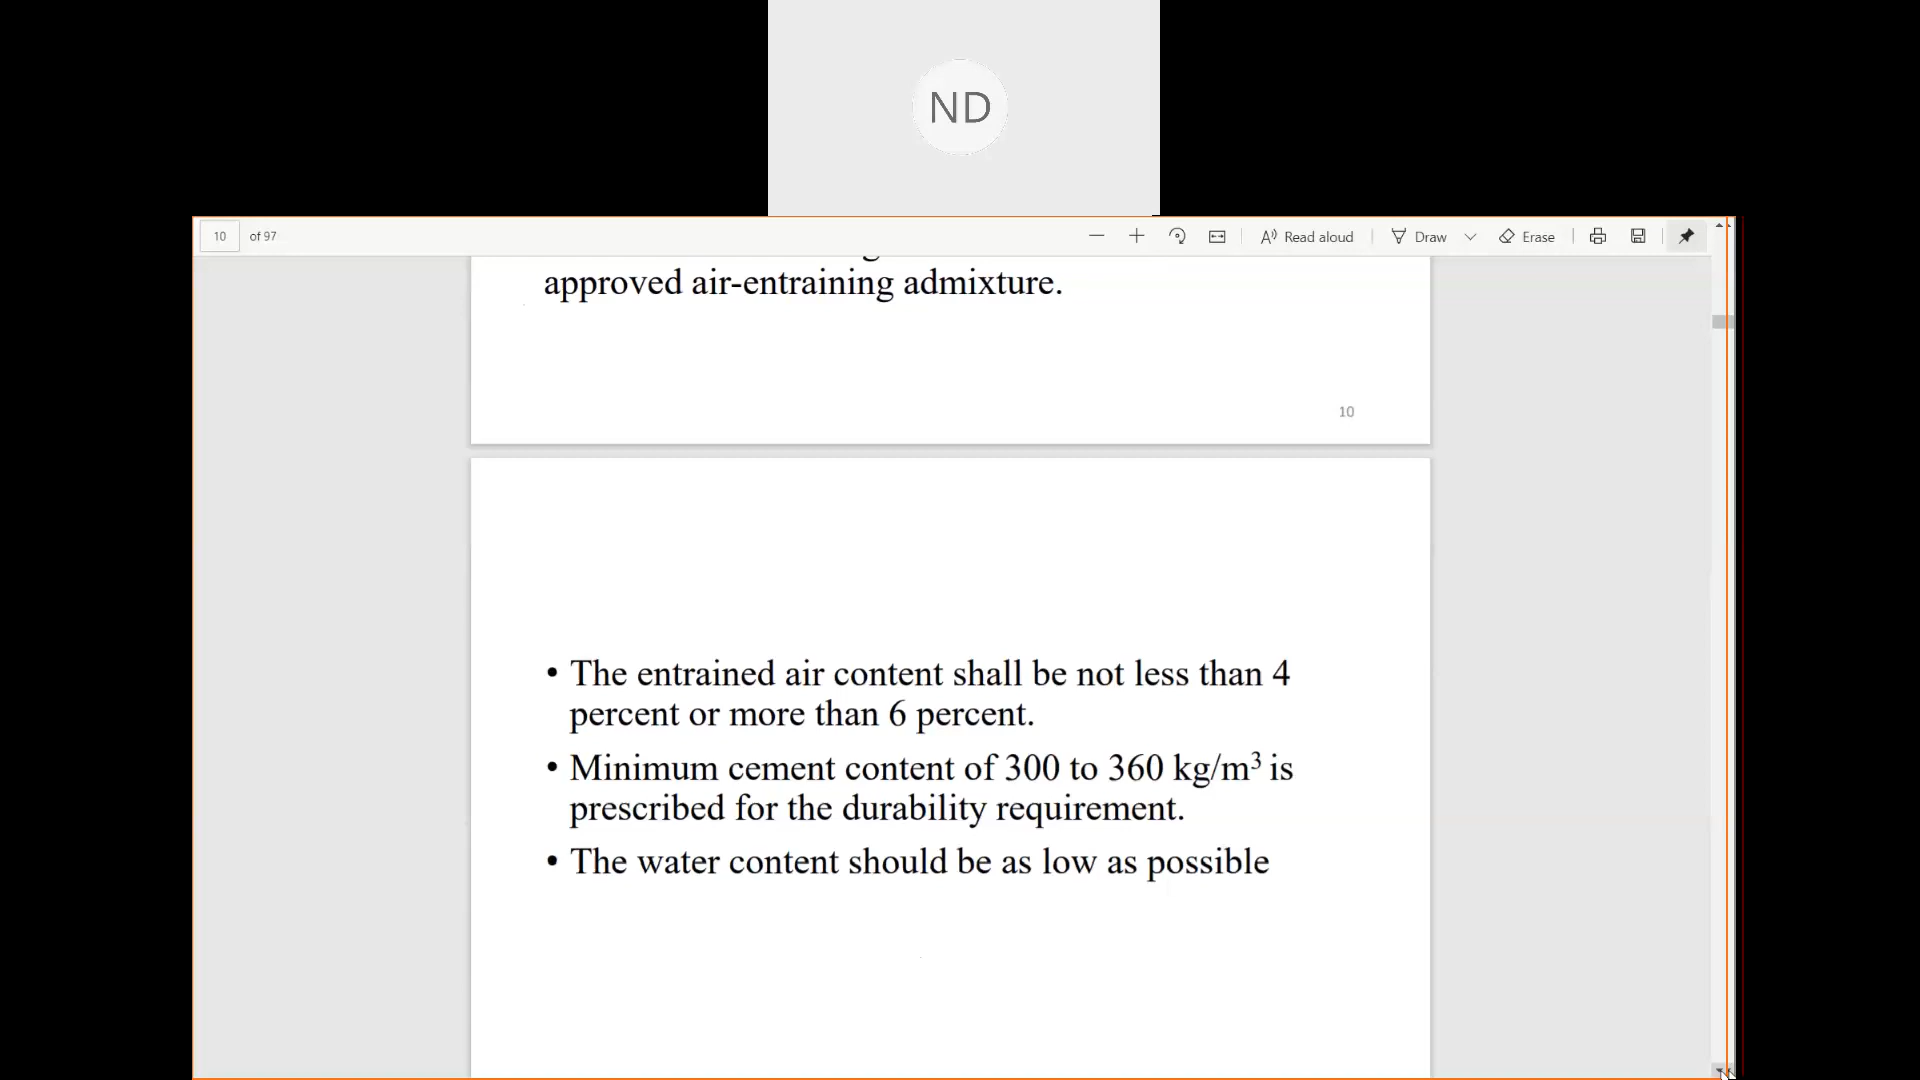 ND
10 of 97
Read aloud
Draw
Erase
approved air-entraining admixture.
10
• The entrained air content shall be not less than 4
percent or more than 6 percent.
• Minimum cement content of 300 to 360 kg/m³ is
prescribed for the durability requirement.
• The water content should be as low as possible